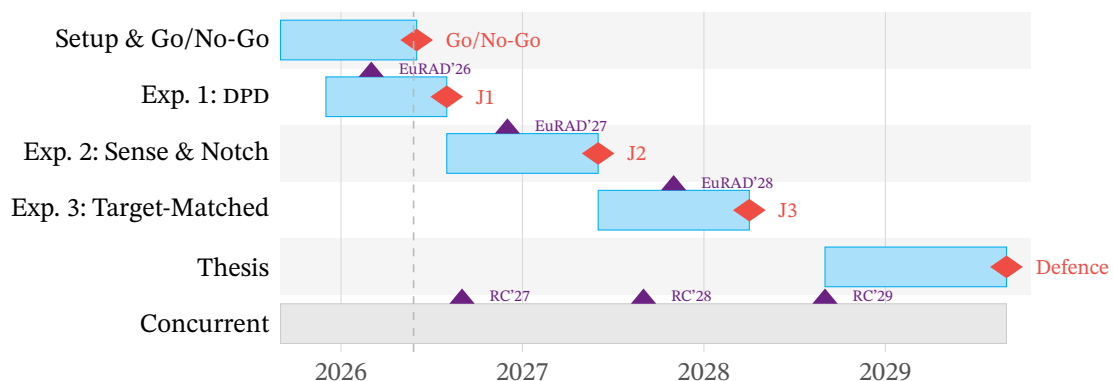 Setup & Go/No-Go
Go/No-Go
EuRAD’26
Exp. 1: DPD
J1
EuRAD’27
Exp. 2: Sense & Notch
J2
EuRAD’28
Exp. 3: Target-Matched
J3
Thesis
Defence
RC’27
RC’28
RC’29
Concurrent
2026
2027
2028
2029